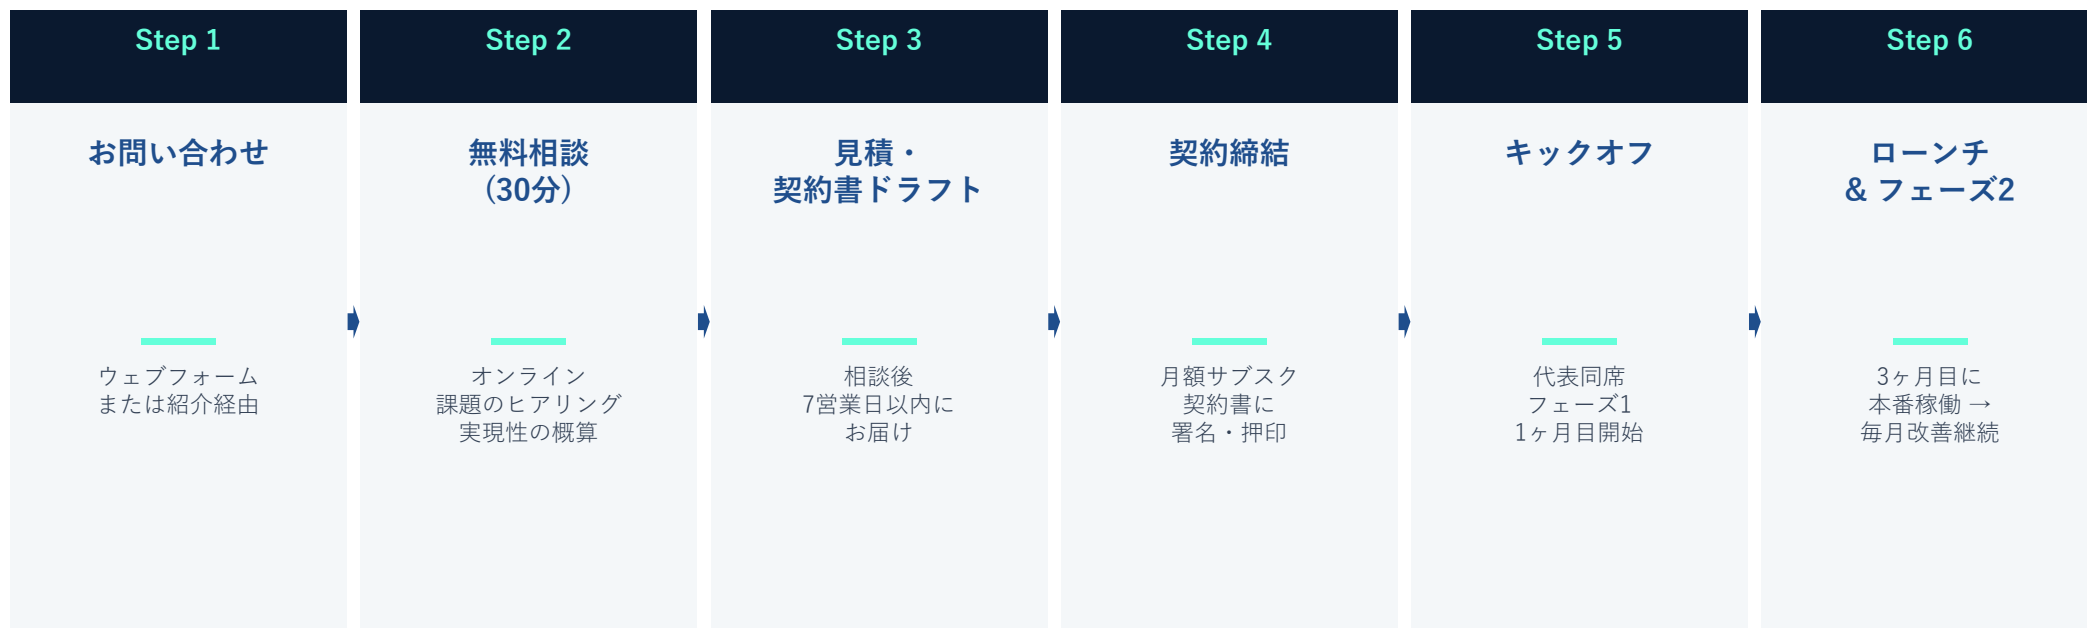 Step 1
お問い合わせ
ウェブフォーム
または紹介経由
Step 2
無料相談
(30分)
オンライン
課題のヒアリング
実現性の概算
Step 3
見積・
契約書ドラフト
相談後
7営業日以内に
お届け
Step 4
契約締結
月額サブスク
契約書に
署名・押印
Step 5
キックオフ
代表同席
フェーズ1
1ヶ月目開始
Step 6
ローンチ
& フェーズ2
3ヶ月目に
本番稼働 →
毎月改善継続